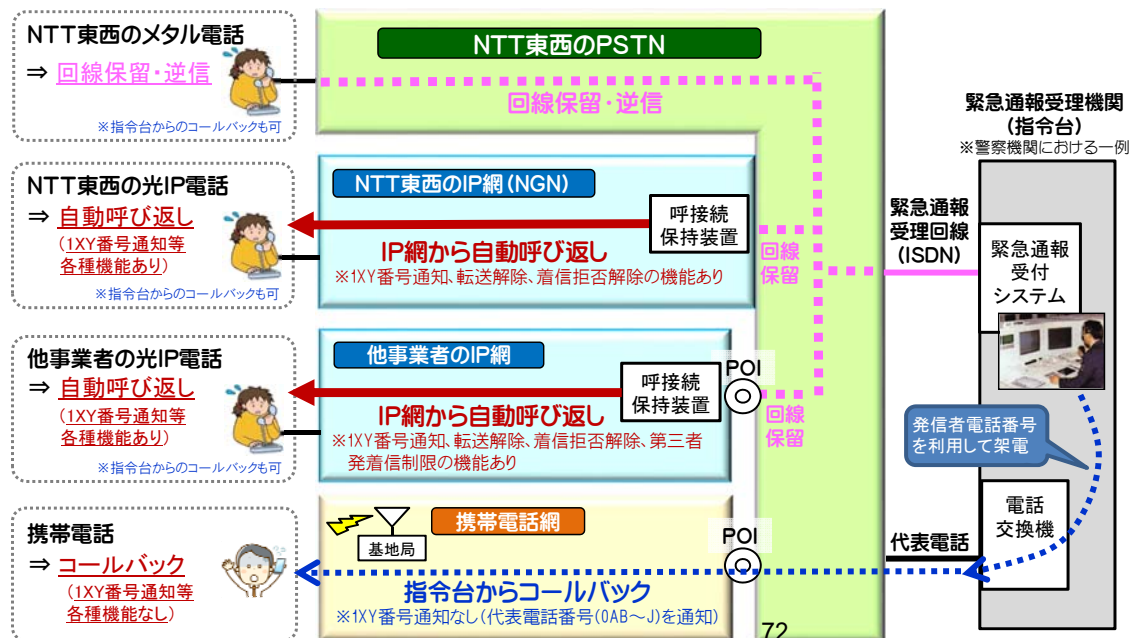 NTT東西のメタル電話
⇒ 回線保留・逆信
※指令台からのコールバックも可
NTT東西のPSTN
回線保留・逆信
緊急通報受理機関
(指令台)
※警察機関における一例
NTT東西の光IP電話
⇒ 自動呼び返し
(1XY番号通知等
各種機能あり)
※指令台からのコールバックも可
NTT東西のIP網(NGN)
呼接続
保持装置
IP網から自動呼び返し
※1XY番号通知、転送解除、着信拒否解除の機能あり
回線
保留
緊急通報
受理回線
(ISDN)
緊急通報
受付
システム
他事業者の光IP電話
⇒ 自動呼び返し
(1XY番号通知等
各種機能あり)
※指令台からのコールバックも可
他事業者のIP網
呼接続
保持装置
POI
IP網から自動呼び返し
※1XY番号通知、転送解除、着信拒否解除、第三者
発着信制限の機能あり
回線
保留
発信者電話番号
を利用して架電
携帯電話
⇒ コールバック
(1XY番号通知等
各種機能なし)
携帯電話網
基地局
POI
指令台からコールバック
※1XY番号通知なし(代表電話番号(0AB～J)を通知)
代表電話
電話
交換機
72